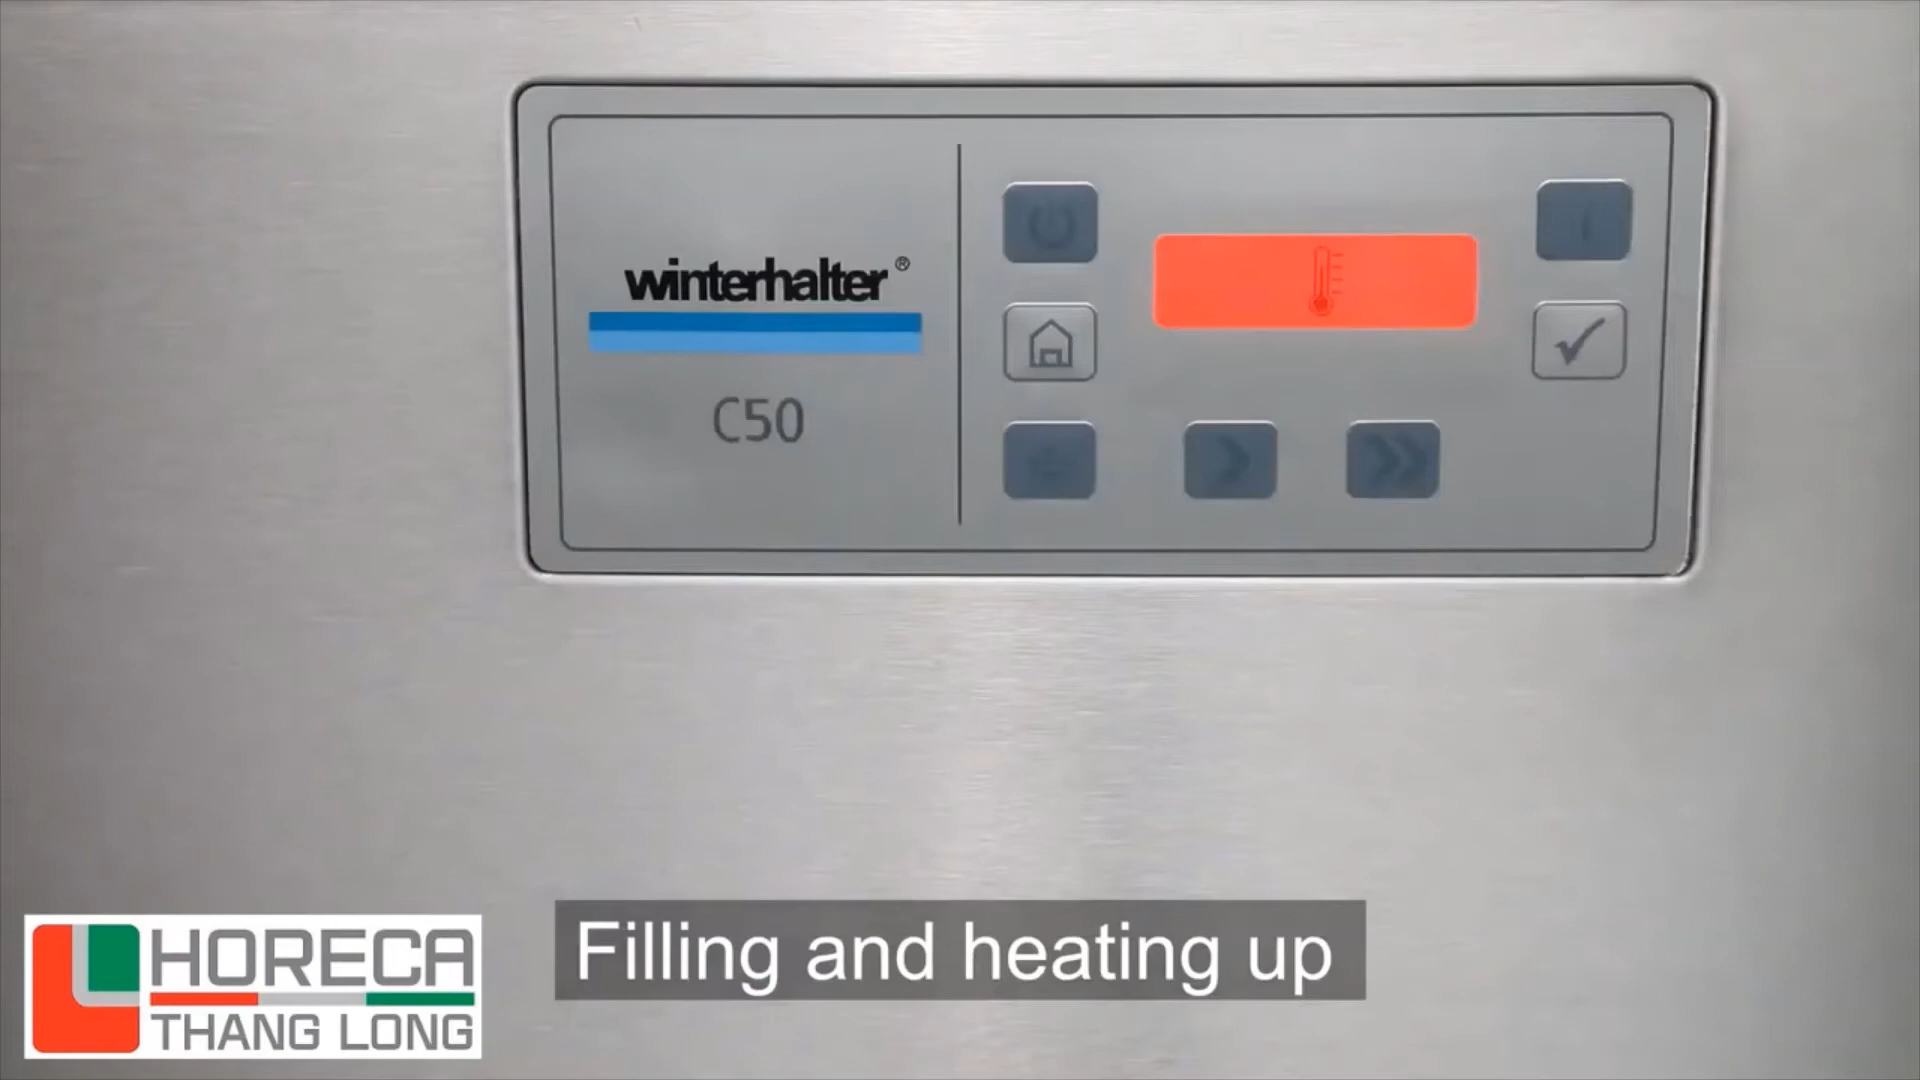 winterhalter®
C50
Filling and heating up
HORECA
THANG LONG